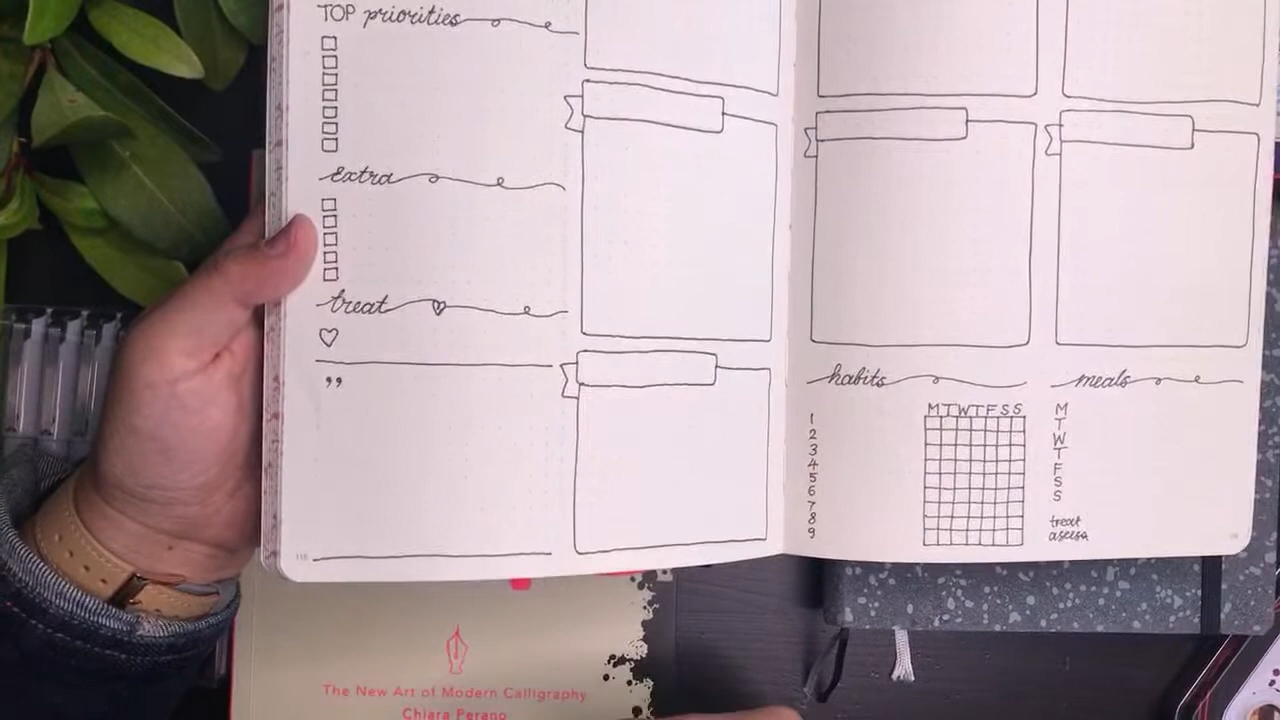 TOP priorities
extra
treat
”
habits
M T W T F S S
1
2
3
4
5
6
7
8
9
meals
M
T
W
T
F
S
S
treat
The New Art of Modern Calligraphy
Chiara Perano